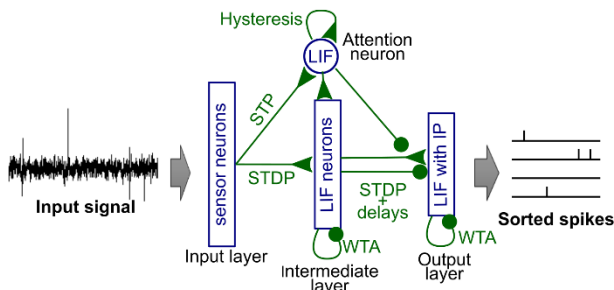 Hysteresis
LIF
Attention
neuron
STP
sensor neurons
LIF neurons
LIF with IP
STDP
STDP
+
delays
Input signal
Sorted spikes
WTA
WTA
Input layer
Intermediate
layer
Output
layer